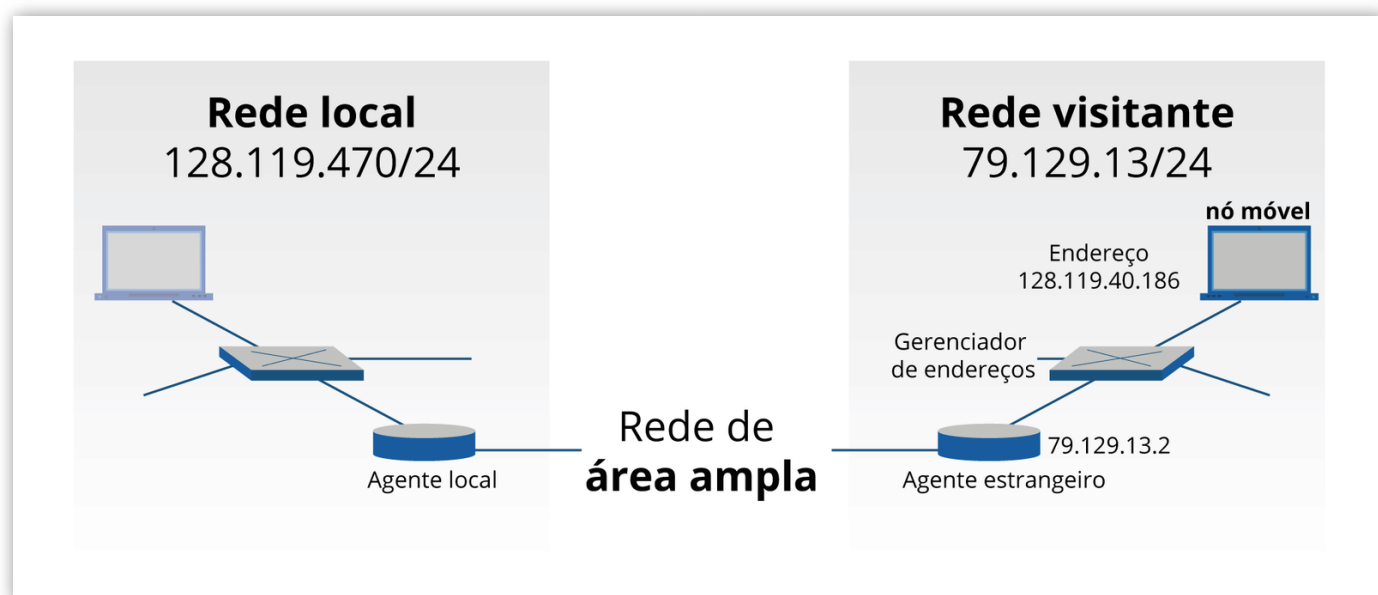 Rede local
128.119.470/24
Rede visitante
79.129.13/24
nó móvel
Endereço
128.119.40.186
Gerenciador
de endereços
Rede de
área ampla
79.129.13.2
Agente local
Agente estrangeiro